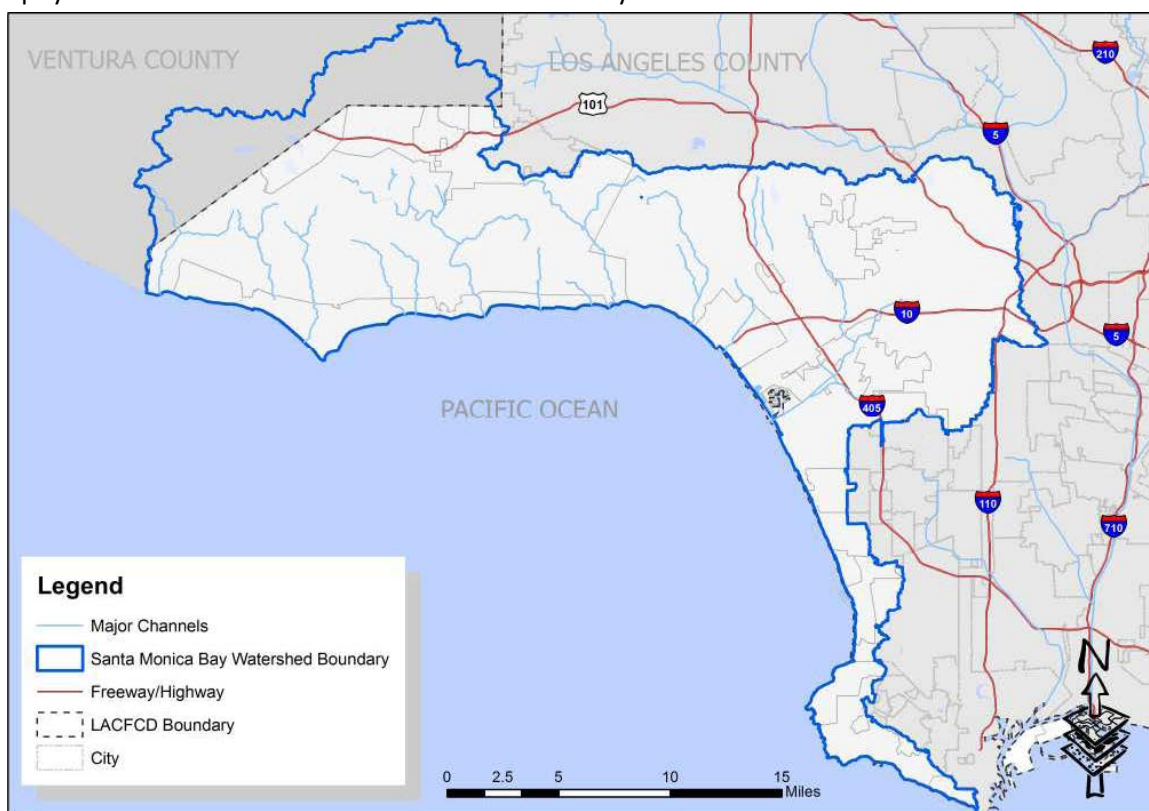 VENTURA COUNTY
LOS ANGELES COUNTY
210
101
5
10
5
405
PACIFIC OCEAN
110
710
Legend
Major Channels
Santa Monica Bay Watershed Boundary
Freeway/Highway
LACFCD Boundary
City
0 2.5 5 10 15
Miles
N